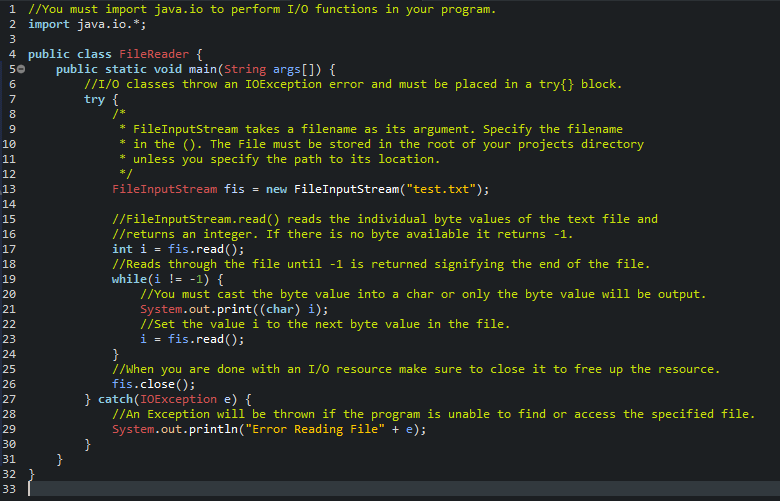 1 //You must import java.io to perform I/O functions in your program.
2 import java.io.*;
3
4 public class FileReader {
5 public static void main(String args[]) {
6 //I/O classes throw an IOException error and must be placed in a try{} block.
7 try {
8 /*
9 * FileInputStream takes a filename as its argument. Specify the filename
10 * in the (). The File must be stored in the root of your projects directory
11 * unless you specify the path to its location.
12 */
13 FileInputStream fis = new FileInputStream("test.txt");
14
15 //FileInputStream.read() reads the individual byte values of the text file and
16 //returns an integer. If there is no byte available it returns -1.
17 int i = fis.read();
18 //Reads through the file until -1 is returned signifying the end of the file.
19 while(i != -1) {
20 //You must cast the byte value into a char or only the byte value will be output.
21 System.out.print((char) i);
22 //Set the value i to the next byte value in the file.
23 i = fis.read();
24 }
25 //When you are done with an I/O resource make sure to close it to free up the resource.
26 fis.close();
27 } catch(IOException e) {
28 //An Exception will be thrown if the program is unable to find or access the specified file.
29 System.out.println("Error Reading File" + e);
30 }
31 }
32 }
33